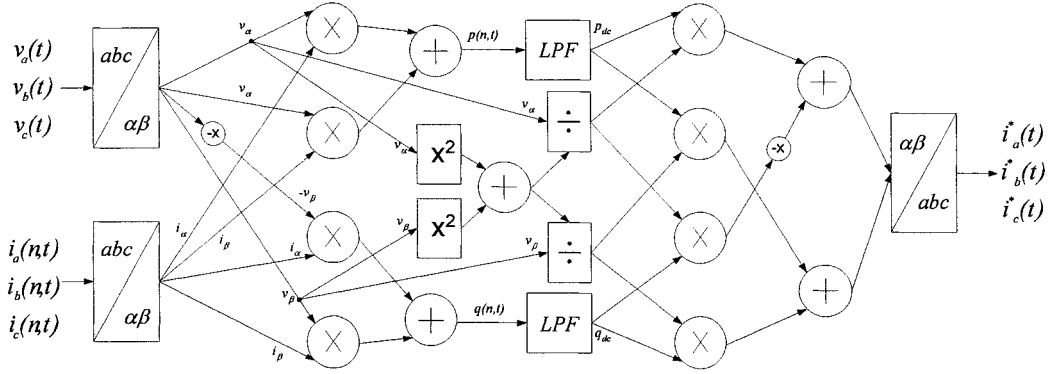 v_a(t)
v_b(t)
v_c(t)
abc
αβ
i_a(n,t)
i_b(n,t)
i_c(n,t)
abc
αβ
v_α
v_α
-x
-v_β
i_α
i_β
i_α
v_β
i_β
×
×
×
×
+
p(n,t)
v_α
x²
v_β
x²
+
+
q(n,t)
LPF
p_dc
v_α
÷
v_β
÷
LPF
q_dc
×
×
×
×
-x
+
+
αβ
abc
i*_a(t)
i*_b(t)
i*_c(t)